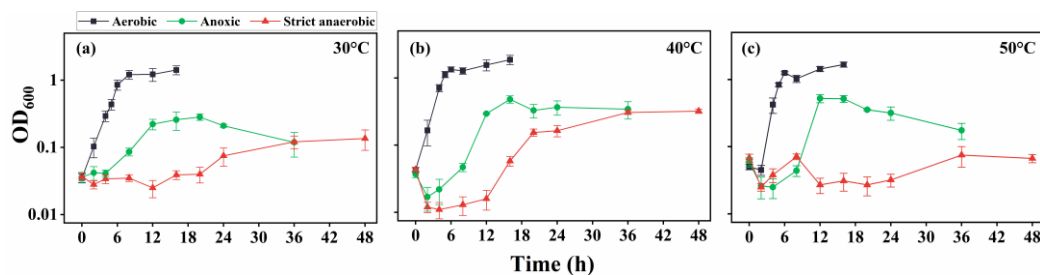 Aerobic Anoxic Strict anaerobic
(a) 30°C (b) 40°C (c) 50°C
1
0.1
0.01
OD600
0 6 12 18 24 30 36 42 48 0 6 12 18 24 30 36 42 48 0 6 12 18 24 30 36 42 48
Time (h)